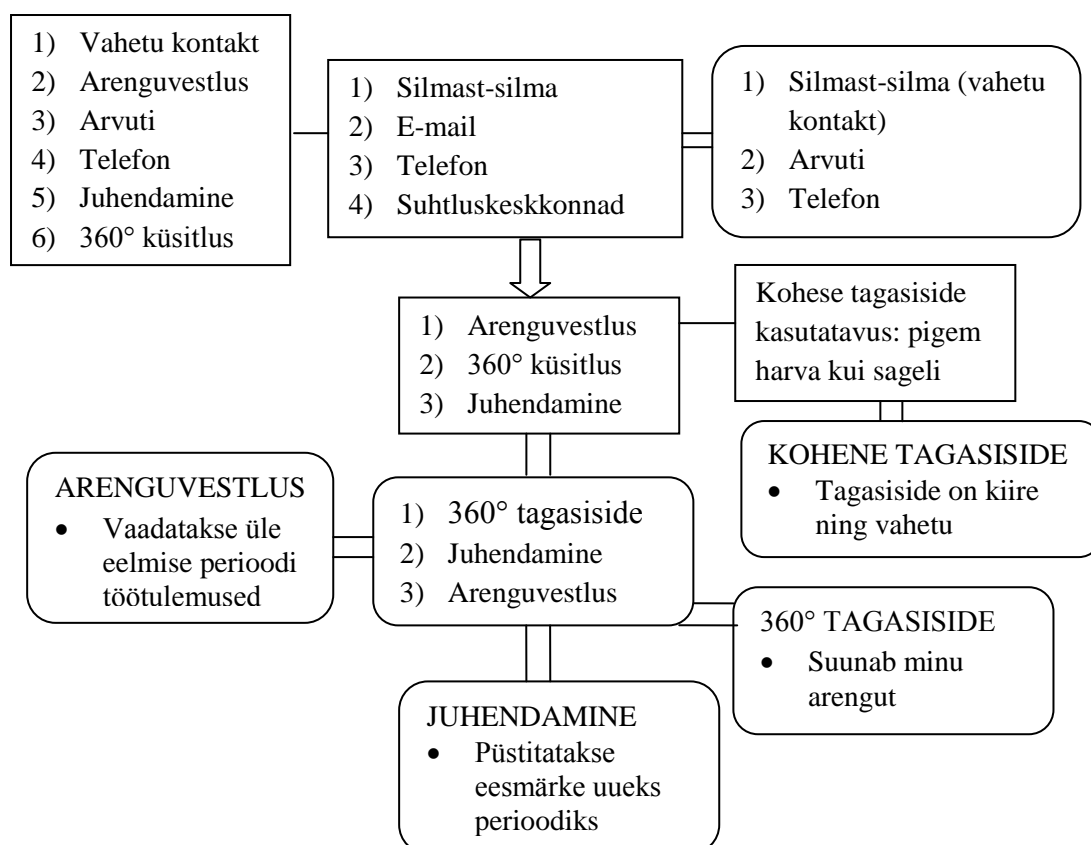 1) Vahetu kontakt
2) Arenguvestlus
3) Arvuti
4) Telefon
5) Juhendamine
6) 360° küsitlus
1) Silmast-silma
2) E-mail
3) Telefon
4) Suhtluskeskkonnad
1) Silmast-silma (vahetu
kontakt)
2) Arvuti
3) Telefon
1) Arenguvestlus
2) 360° küsitlus
3) Juhendamine
Kohese tagasiside
kasutatavus: pigem
harva kui sageli
KOHENE TAGASISIDE
• Tagasiside on kiire
ning vahetu
ARENGUVESTLUS
• Vaadatakse üle
eelmise perioodi
töötulemused
1) 360° tagasiside
2) Juhendamine
3) Arenguvestlus
360° TAGASISIDE
• Suunab minu
arengut
JUHENDAMINE
• Püstitatakse
eesmärke uueks
perioodiks